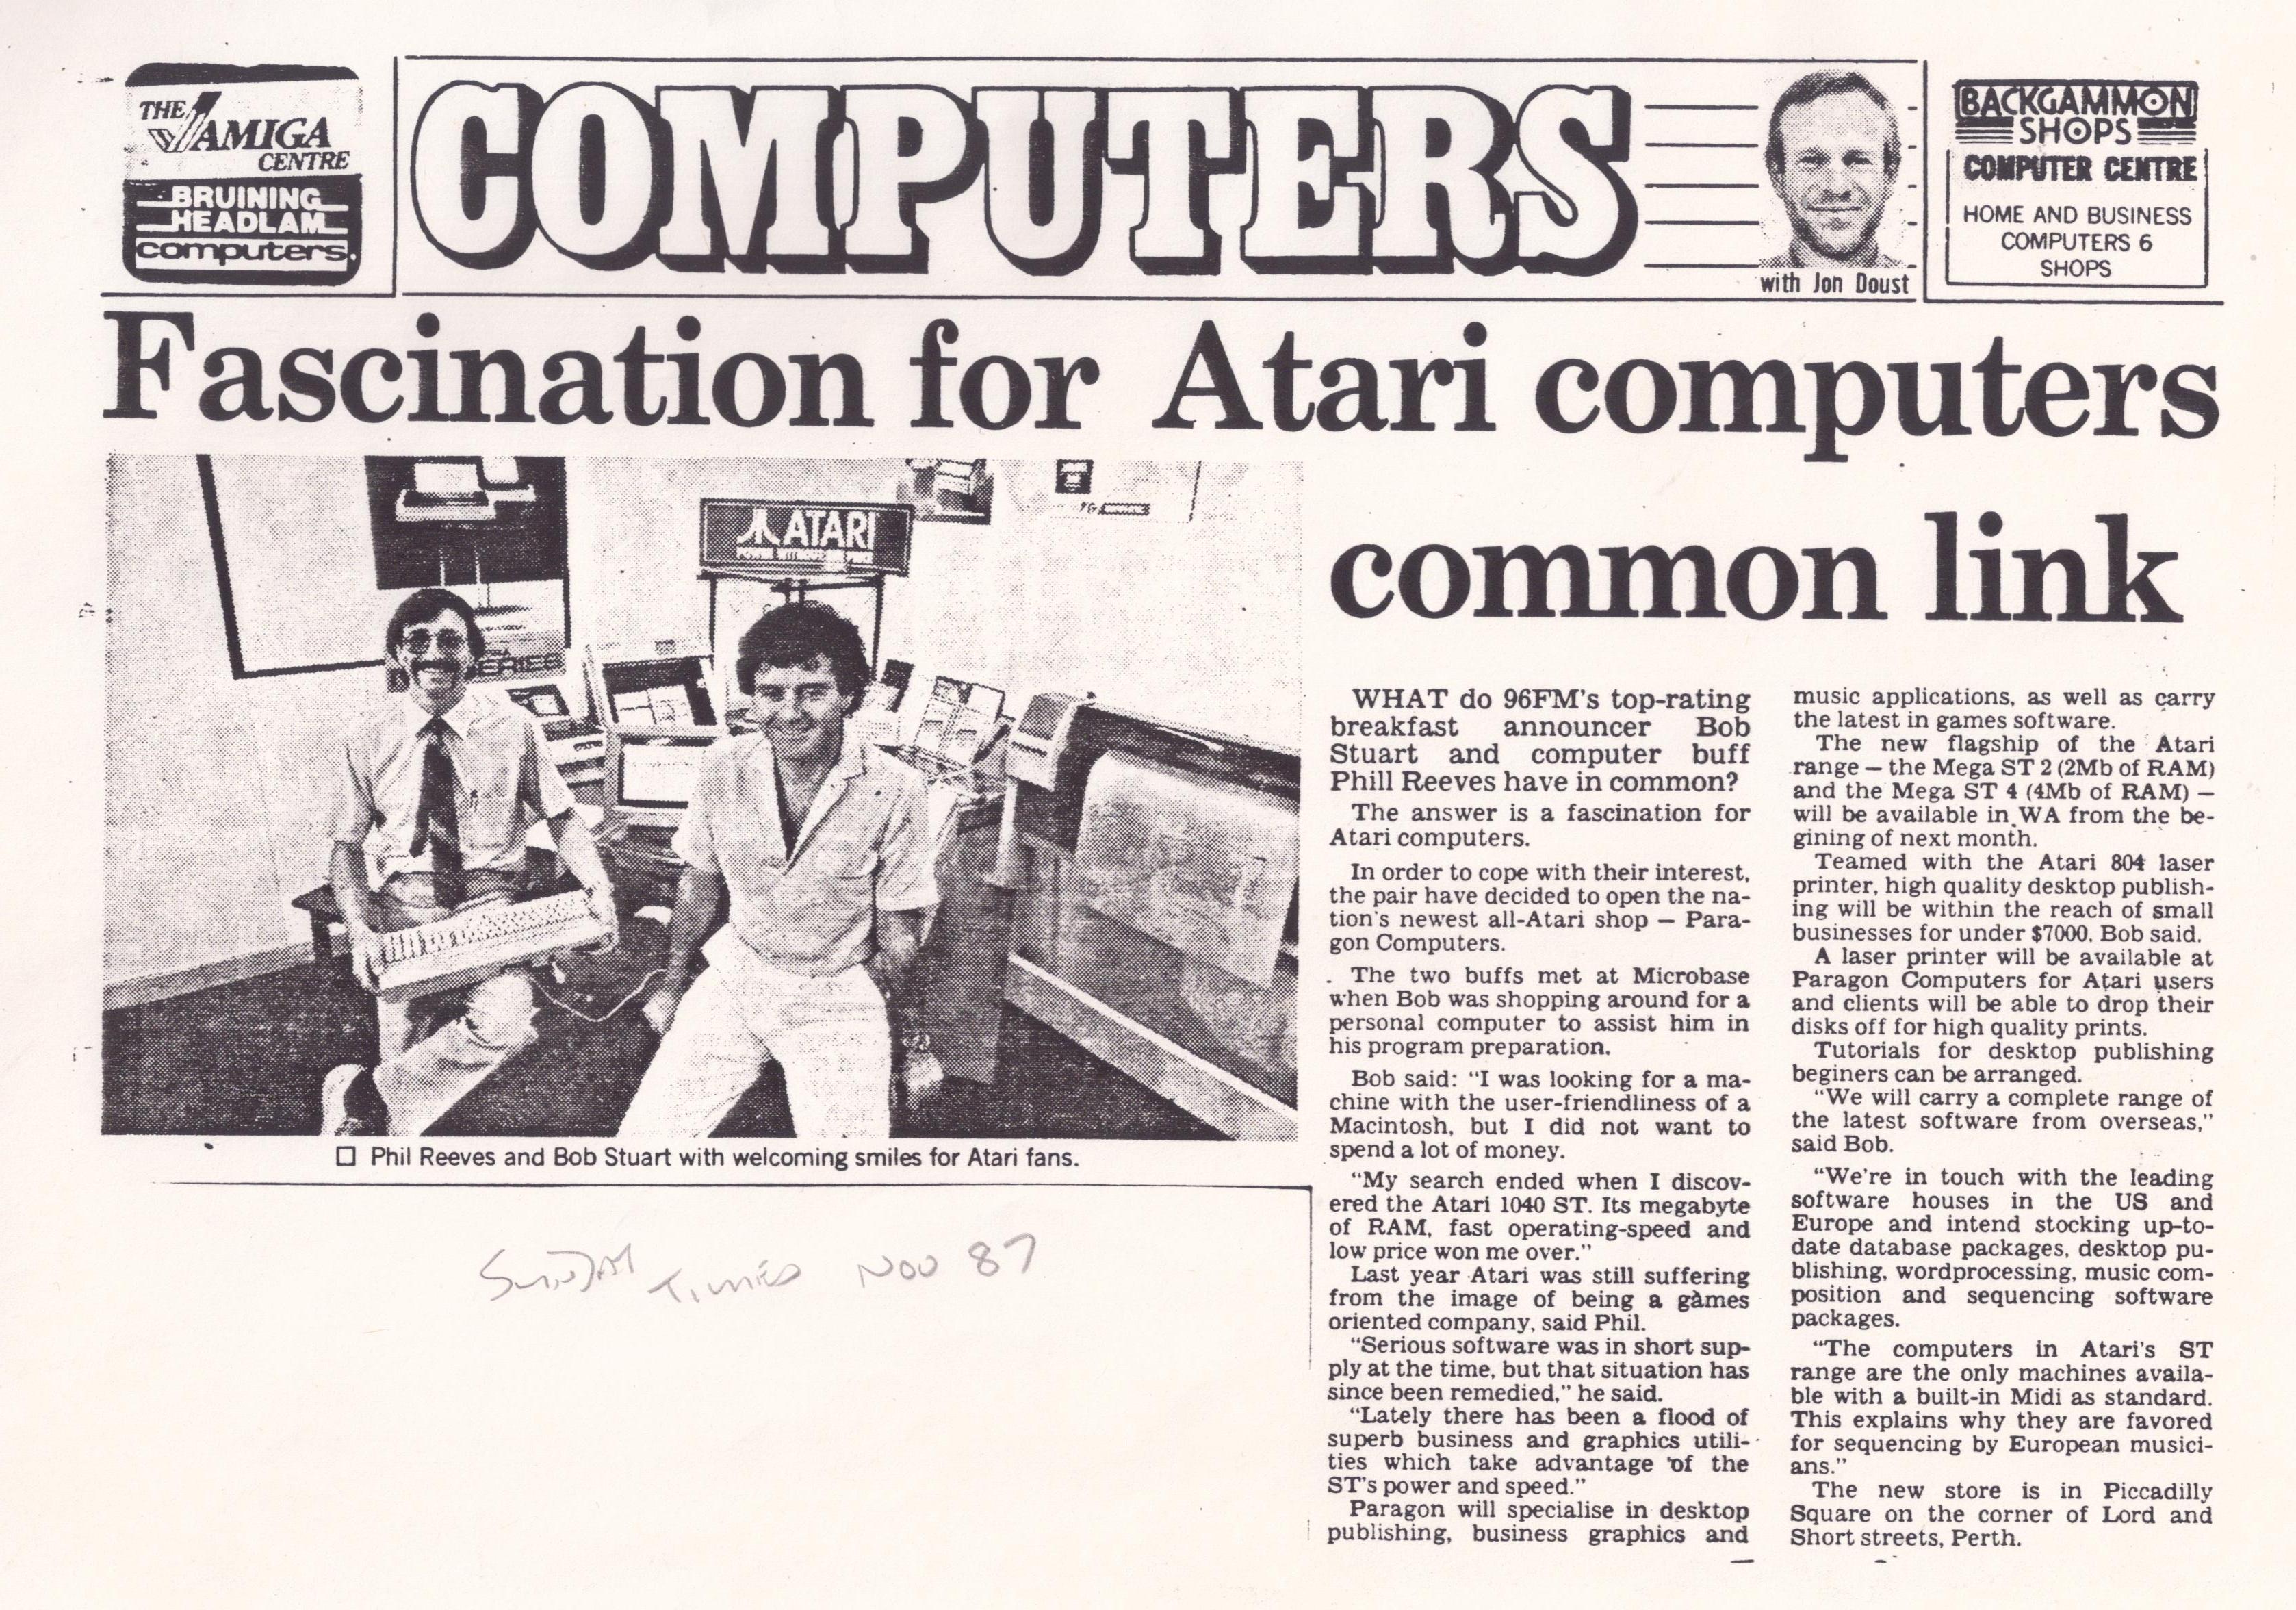 THE
AMIGA
CENTRE
BRUINING
HEADLAM
computers.
COMPUTERS
with Jon Doust
BACKGAMMON
SHOPS
COMPUTER CENTRE
HOME AND BUSINESS
COMPUTERS 6
SHOPS
Fascination for Atari computers
common link
ATARI
POWER WITHOUT
SERIES
□ Phil Reeves and Bob Stuart with welcoming smiles for Atari fans.
SUNDAY TIMES NOV 87
WHAT do 96FM's top-rating
breakfast announcer Bob
Stuart and computer buff
Phill Reeves have in common?
The answer is a fascination for
Atari computers.
In order to cope with their interest,
the pair have decided to open the na-
tion's newest all-Atari shop — Para-
gon Computers.
The two buffs met at Microbase
when Bob was shopping around for a
personal computer to assist him in
his program preparation.
Bob said: "I was looking for a ma-
chine with the user-friendliness of a
Macintosh, but I did not want to
spend a lot of money.
"My search ended when I discov-
ered the Atari 1040 ST. Its megabyte
of RAM, fast operating-speed and
low price won me over."
Last year Atari was still suffering
from the image of being a games
oriented company, said Phil.
"Serious software was in short sup-
ply at the time, but that situation has
since been remedied," he said.
"Lately there has been a flood of
superb business and graphics utili-
ties which take advantage of the
ST's power and speed."
Paragon will specialise in desktop
publishing, business graphics and
music applications, as well as carry
the latest in games software.
The new flagship of the Atari
range — the Mega ST 2 (2Mb of RAM)
and the Mega ST 4 (4Mb of RAM) —
will be available in WA from the be-
gining of next month.
Teamed with the Atari 804 laser
printer, high quality desktop publish-
ing will be within the reach of small
businesses for under $7000, Bob said.
A laser printer will be available at
Paragon Computers for Atari users
and clients will be able to drop their
disks off for high quality prints.
Tutorials for desktop publishing
beginers can be arranged.
"We will carry a complete range of
the latest software from overseas,"
said Bob.
"We're in touch with the leading
software houses in the US and
Europe and intend stocking up-to-
date database packages, desktop pu-
blishing, wordprocessing, music com-
position and sequencing software
packages.
"The computers in Atari's ST
range are the only machines availa-
ble with a built-in Midi as standard.
This explains why they are favored
for sequencing by European musici-
ans."
The new store is in Piccadilly
Square on the corner of Lord and
Short streets, Perth.